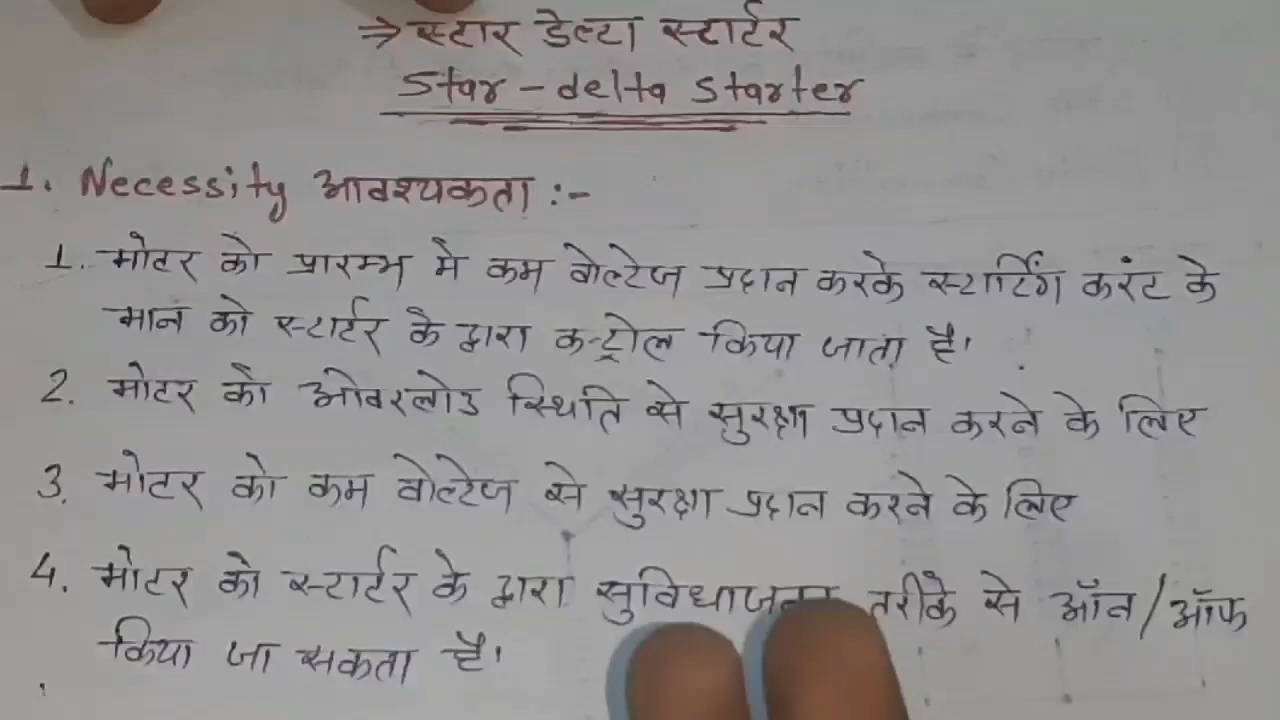 ⇒ स्टार डेल्टा स्टार्टर
Star-delta starter
1. Necessity आवश्यकता :-
1. मोटर को प्रारम्भ मे कम वोल्टेज प्रदान करके स्टार्टिंग करंट के
मान को स्टार्टर के द्वारा कन्ट्रोल किया जाता है।
2. मोटर को ओवरलोड स्थिति से सुरक्षा प्रदान करने के लिए
3. मोटर को कम वोल्टेज से सुरक्षा प्रदान करने के लिए
4. मोटर को स्टार्टर के द्वारा सुविधाजनक तरीके से ऑन/ऑफ
किया जा सकता है।